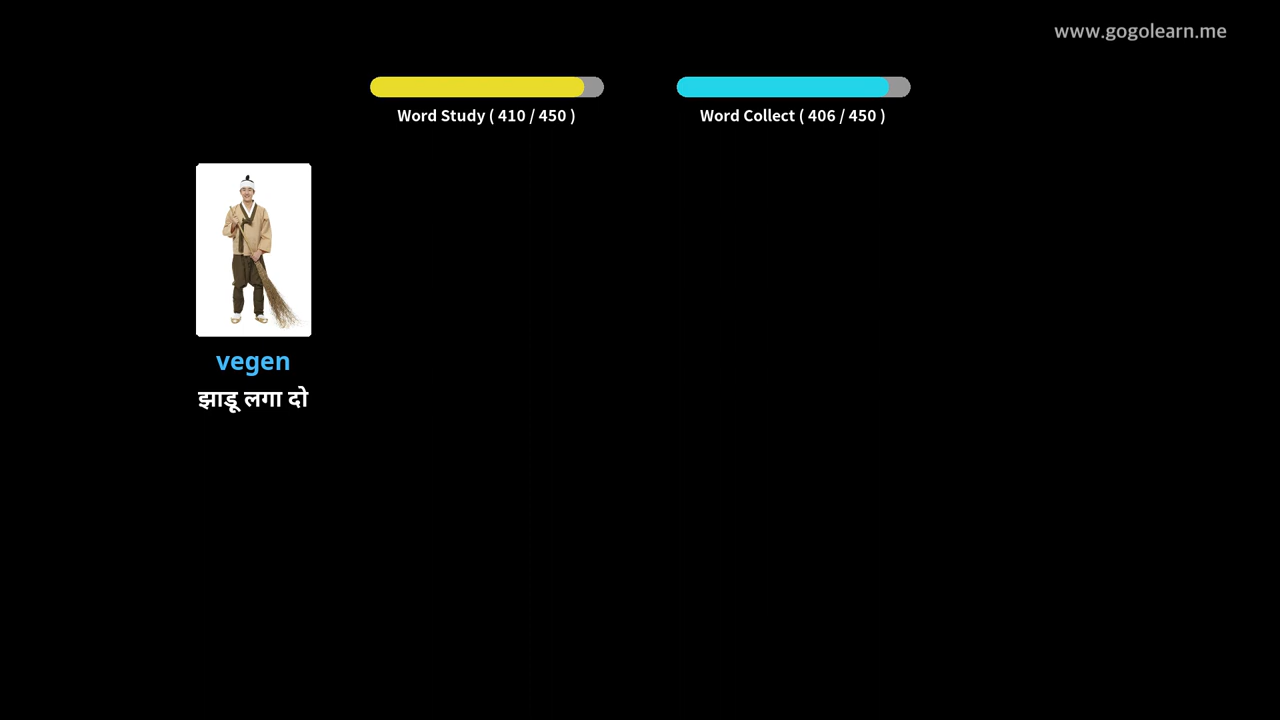 www.gogolearn.me
Word Study ( 410 / 450 )
Word Collect ( 406 / 450 )
vegen
झाडू लगा दो